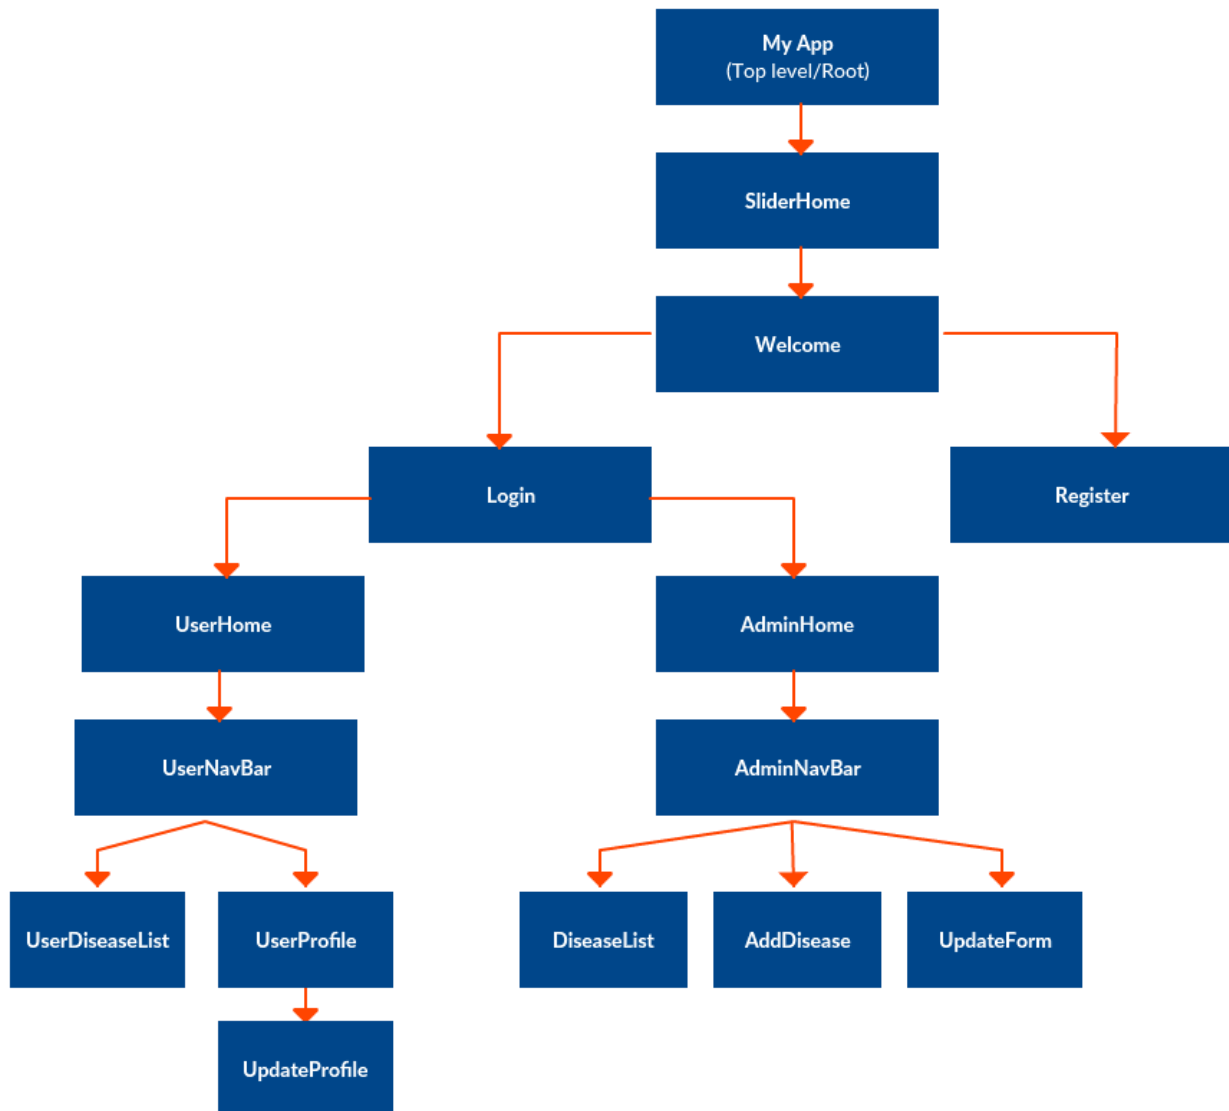 My App
(Top level/Root)
SliderHome
Welcome
Login
Register
UserHome
AdminHome
UserNavBar
AdminNavBar
UserDiseaseList
UserProfile
DiseaseList
AddDisease
UpdateForm
UpdateProfile